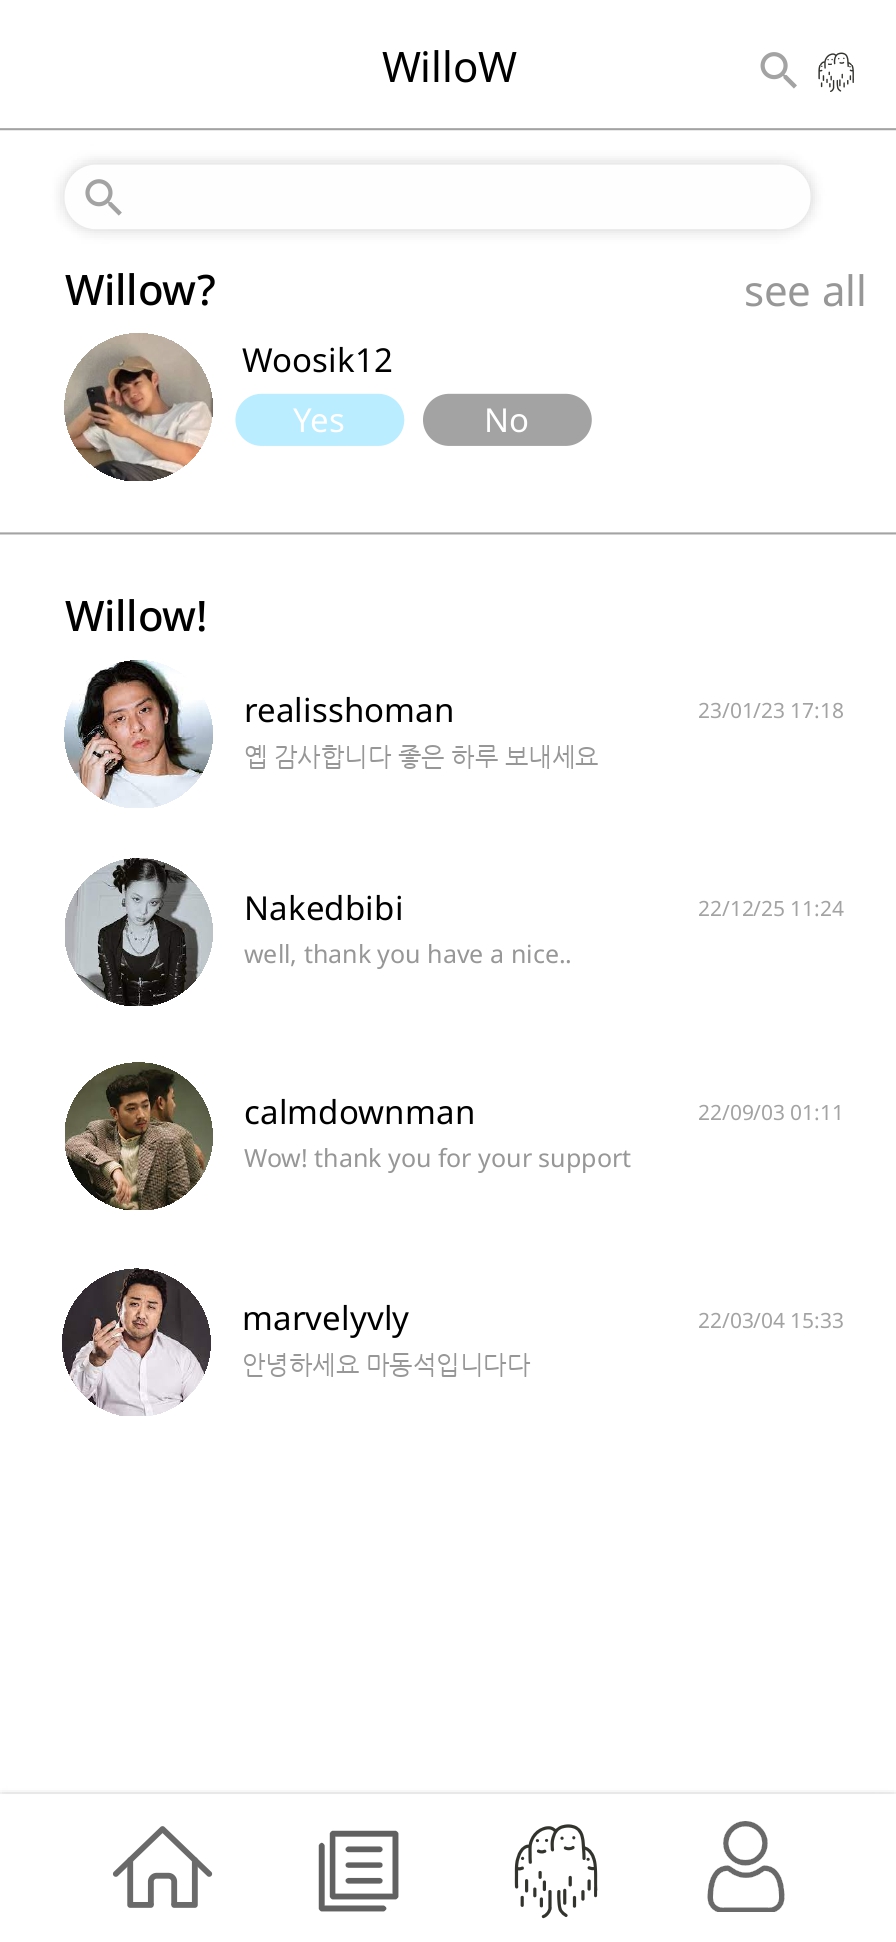 WilloW
Willow?
see all
Woosik12
Yes
No
Willow!
realisshoman
23/01/23 17:18
옙 감사합니다 좋은 하루 보내세요
Nakedbibi
22/12/25 11:24
well, thank you have a nice..
calmdownman
22/09/03 01:11
Wow! thank you for your support
marvelyvly
22/03/04 15:33
안녕하세요 마동석입니다다